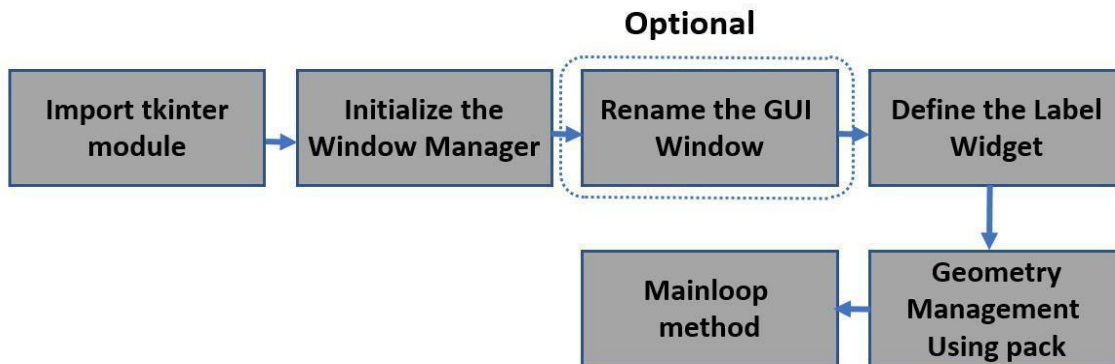 Optional
Import tkinter
module
Initialize the
Window Manager
Rename the GUI
Window
Define the Label
Widget
Geometry
Management
Using pack
Mainloop
method